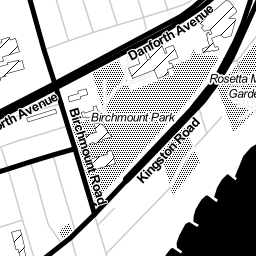 Danforth Avenue
Rosetta M
Garde
orth Avenue
Birchmount Park
Birchmount Road
Kingston Road